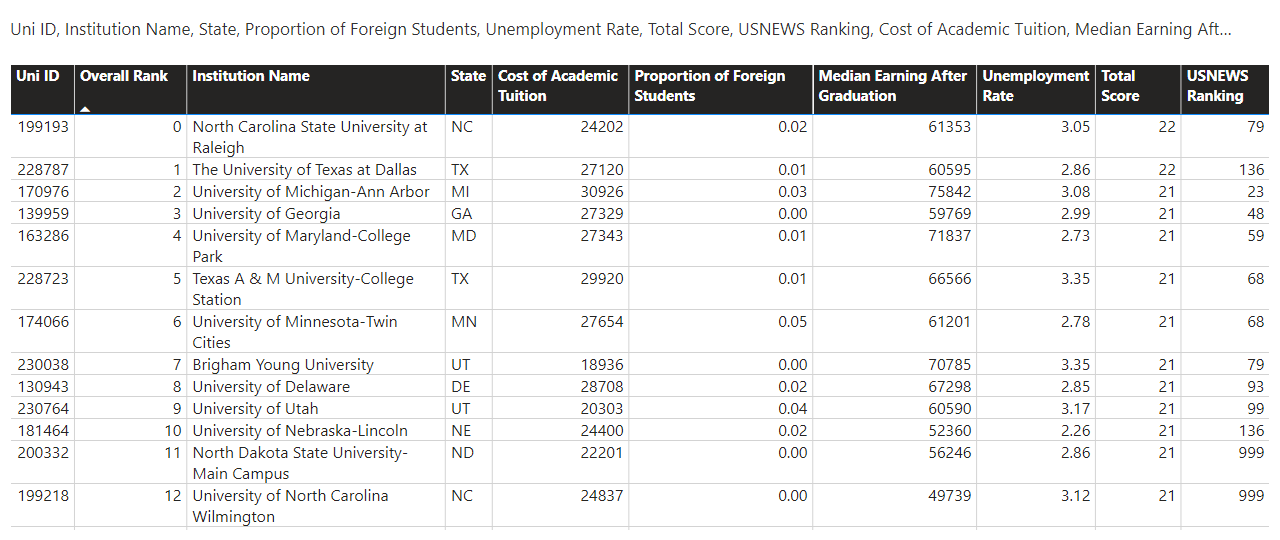 Uni ID, Institution Name, State, Proportion of Foreign Students, Unemployment Rate, Total Score, USNEWS Ranking, Cost of Academic Tuition, Median Earning Aft...
Uni ID Overall Rank Institution Name State Cost of Academic Tuition Proportion of Foreign Students Median Earning After Graduation Unemployment Rate Total Score USNEWS Ranking
199193 0 North Carolina State University at Raleigh NC 24202 0.02 61353 3.05 22 79
228787 1 The University of Texas at Dallas TX 27120 0.01 60595 2.86 22 136
170976 2 University of Michigan-Ann Arbor MI 30926 0.03 75842 3.08 21 23
139959 3 University of Georgia GA 27329 0.00 59769 2.99 21 48
163286 4 University of Maryland-College Park MD 27343 0.01 71837 2.73 21 59
228723 5 Texas A & M University-College Station TX 29920 0.01 66566 3.35 21 68
174066 6 University of Minnesota-Twin Cities MN 27654 0.05 61201 2.78 21 68
230038 7 Brigham Young University UT 18936 0.00 70785 3.35 21 79
130943 8 University of Delaware DE 28708 0.02 67298 2.85 21 93
230764 9 University of Utah UT 20303 0.04 60590 3.17 21 99
181464 10 University of Nebraska-Lincoln NE 24400 0.02 52360 2.26 21 136
200332 11 North Dakota State University-Main Campus ND 22201 0.00 56246 2.86 21 999
199218 12 University of North Carolina Wilmington NC 24837 0.00 49739 3.12 21 999